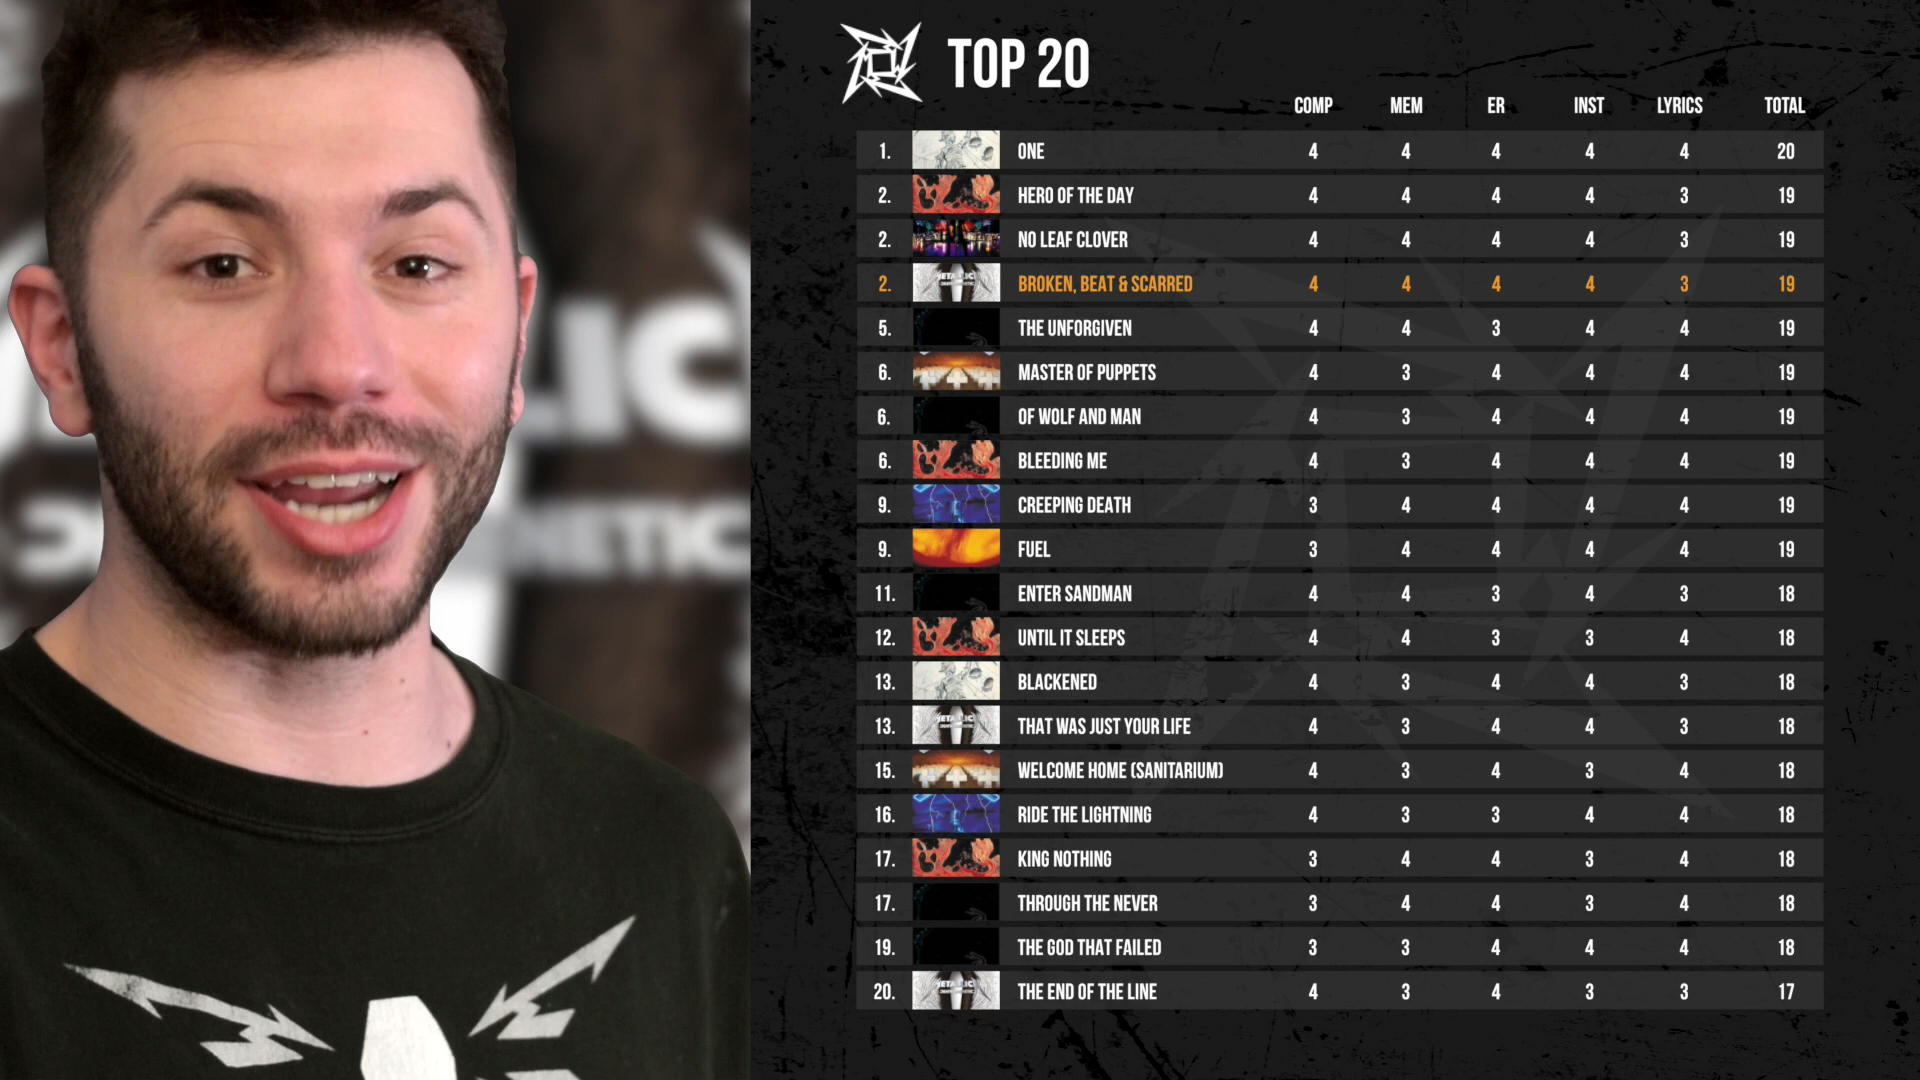 TOP 20
COMP MEM ER INST LYRICS TOTAL
1. ONE 4 4 4 4 4 20
2. HERO OF THE DAY 4 4 4 4 3 19
2. NO LEAF CLOVER 4 4 4 4 3 19
2. BROKEN, BEAT & SCARRED 4 4 4 4 3 19
5. THE UNFORGIVEN 4 4 3 4 4 19
6. MASTER OF PUPPETS 4 3 4 4 4 19
6. OF WOLF AND MAN 4 3 4 4 4 19
6. BLEEDING ME 4 3 4 4 4 19
9. CREEPING DEATH 3 4 4 4 4 19
9. FUEL 3 4 4 4 4 19
11. ENTER SANDMAN 4 4 3 4 3 18
12. UNTIL IT SLEEPS 4 4 3 3 4 18
13. BLACKENED 4 3 4 4 3 18
13. THAT WAS JUST YOUR LIFE 4 3 4 4 3 18
15. WELCOME HOME (SANITARIUM) 4 3 4 3 4 18
16. RIDE THE LIGHTNING 4 3 3 4 4 18
17. KING NOTHING 3 4 4 3 4 18
17. THROUGH THE NEVER 3 4 4 3 4 18
19. THE GOD THAT FAILED 3 3 4 4 4 18
20. THE END OF THE LINE 4 3 4 3 3 17